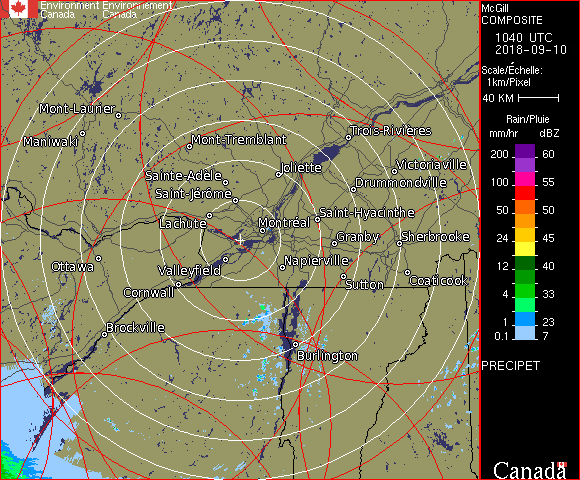 Environment Environnement
Canada Canada
McGill
COMPOSITE
1040 UTC
2018-09-10
Scale/Échelle:
1km/Pixel
40 KM
Rain/Pluie
mm/hr dBZ
200 60
155
100 55
50 50
24 45
12 40
4 33
1 23
0.1 7
PRECIPET
Canada
Mont-Laurier
Maniwaki
Mont-Tremblant
Trois-Rivières
Joliette
Victoriaville
Sainte-Adèle
Drummondville
Saint-Jérôme
Saint-Hyacinthe
Lachute
Montréal
Granby
Sherbrooke
Ottawa
Valleyfield
Napierville
Coaticook
Cornwall
Sutton
Brockville
Burlington